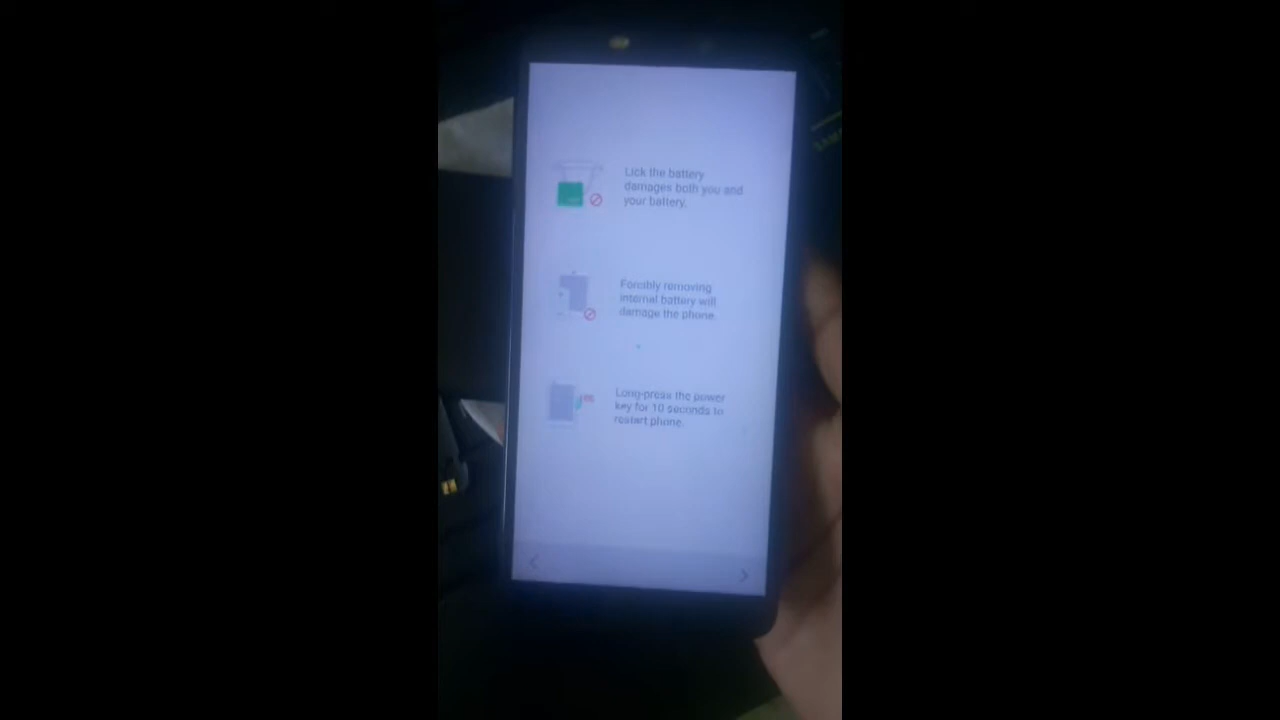 Lick the battery
damages both you and
your battery.
Forcibly removing
internal battery will
damage the phone.
Long-press the power
key for 10 seconds to
restart phone.